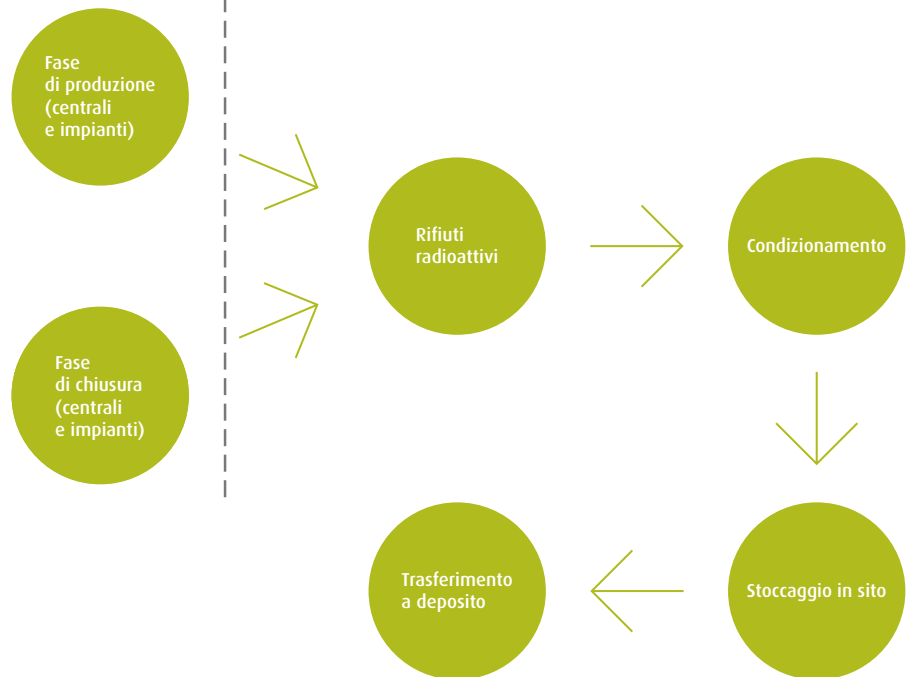 Fase
di produzione
(centrali
e impianti)
Fase
di chiusura
(centrali
e impianti)
Rifiuti
radioattivi
Condizionamento
Stoccaggio in sito
Trasferimento
a deposito